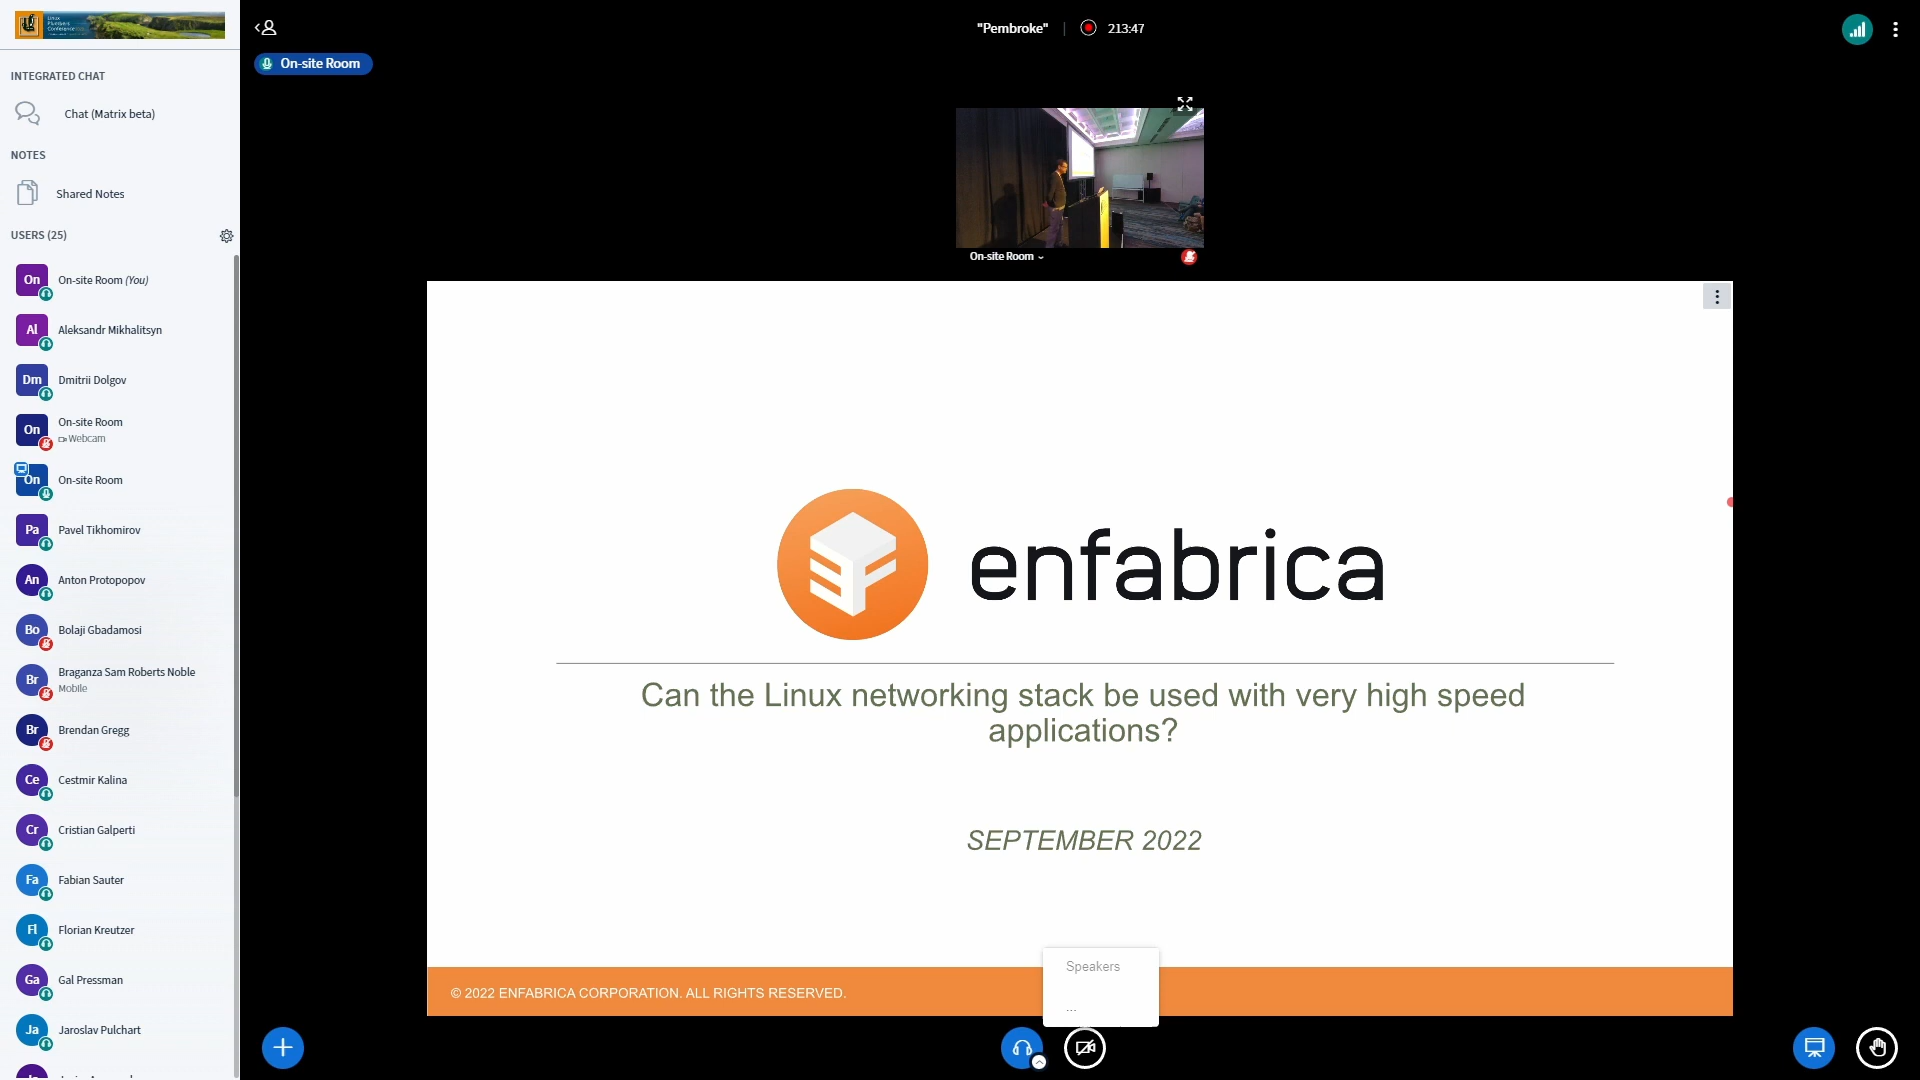 Linux
Plumbers
Conference
INTEGRATED CHAT
Chat (Matrix beta)
NOTES
Shared Notes
USERS (25)
On
On-site Room (You)
Al
Aleksandr Mikhalitsyn
Dm
Dmitrii Dolgov
On
On-site Room
Webcam
On
On-site Room
Pa
Pavel Tikhomirov
An
Anton Protopopov
Bo
Bolaji Gbadamosi
Br
Braganza Sam Roberts Noble
Mobile
Br
Brendan Gregg
Ce
Cestmir Kalina
Cr
Cristian Galperti
Fa
Fabian Sauter
Fl
Florian Kreutzer
Ga
Gal Pressman
Ja
Jaroslav Pulchart
"Pembroke"
213:47
On-site Room
On-site Room
enfabrica
Can the Linux networking stack be used with very high speed
applications?
SEPTEMBER 2022
© 2022 ENFABRICA CORPORATION. ALL RIGHTS RESERVED.
Speakers
...